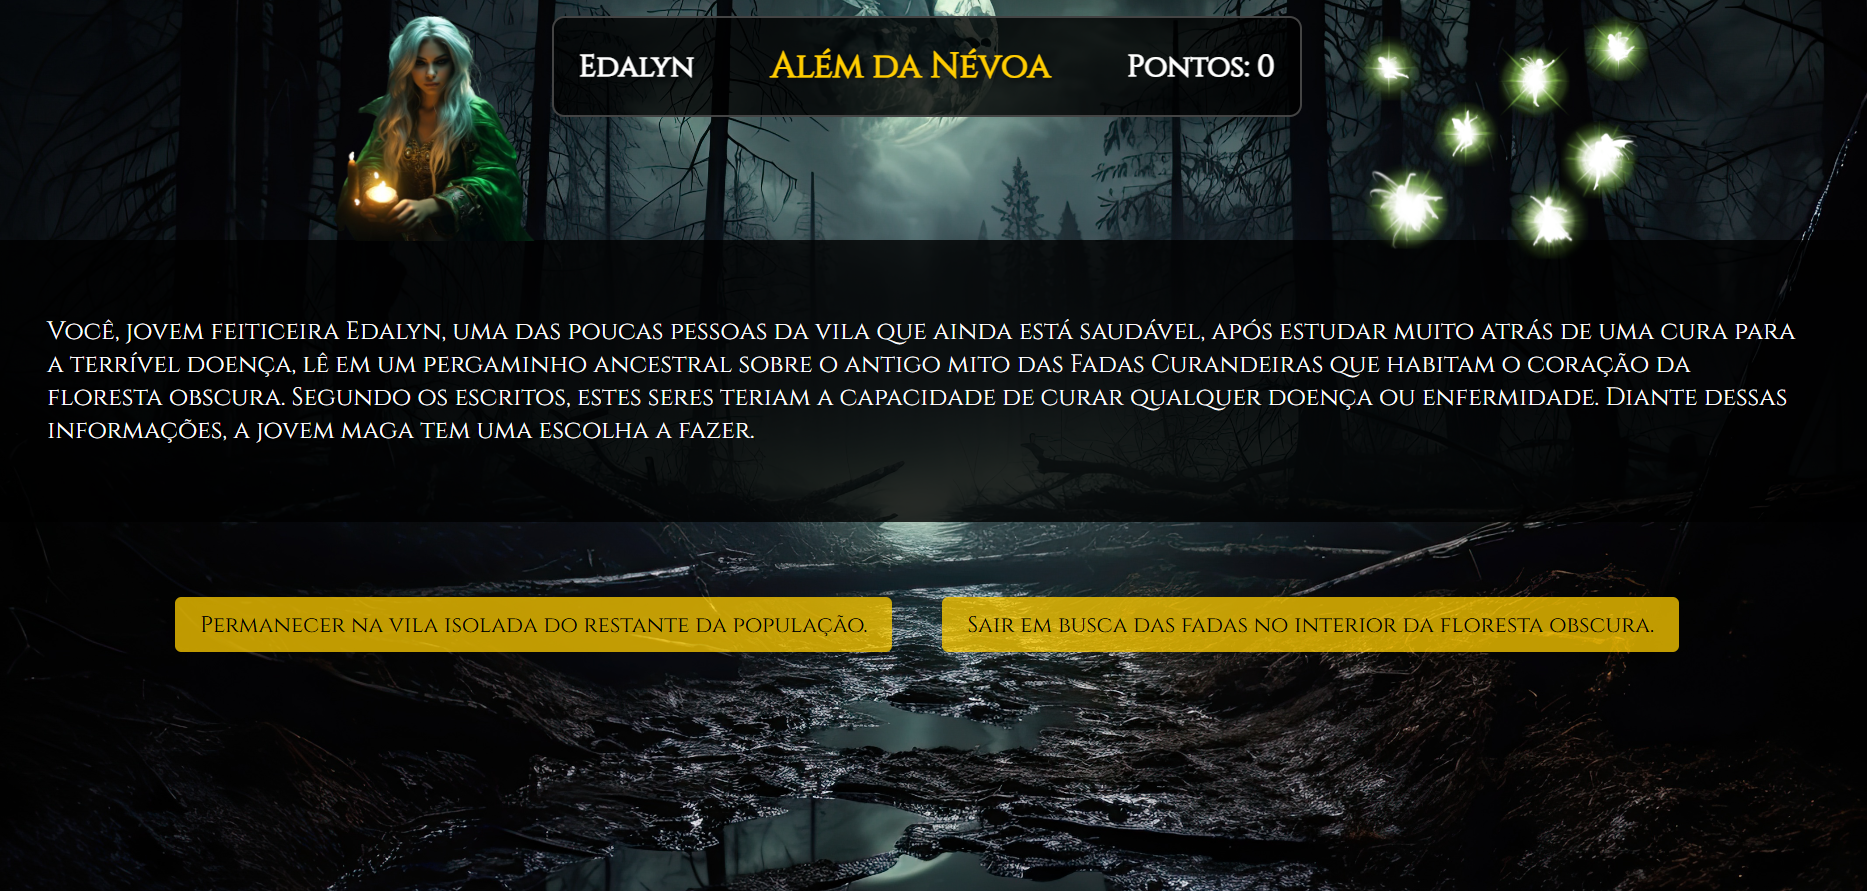 Edalyn
Além da Névoa
Pontos: 0
Você, jovem feiticeira Edalyn, uma das poucas pessoas da vila que ainda está saudável, após estudar muito atrás de uma cura para
a terrível doença, lê em um pergaminho ancestral sobre o antigo mito das Fadas Curandeiras que habitam o coração da
floresta obscura. Segundo os escritos, estes seres teriam a capacidade de curar qualquer doença ou enfermidade. Diante dessas
informações, a jovem maga tem uma escolha a fazer.
Permanecer na vila isolada do restante da população.
Sair em busca das fadas no interior da floresta obscura.